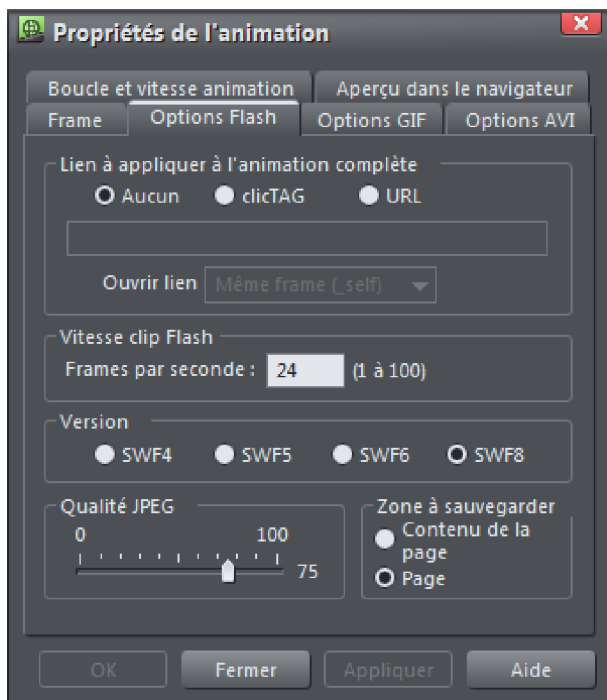 Propriétés de l'animation
Boucle et vitesse animation
Aperçu dans le navigateur
Frame
Options Flash
Options GIF
Options AVI
Lien à appliquer à l'animation complète
Aucun
clicTAG
URL
Ouvrir lien
Même frame (_self)
Vitesse clip Flash
Frames par seconde : 24 (1 à 100)
Version
SWF4
SWF5
SWF6
SWF8
Qualité JPEG
0 100
75
Zone à sauvegarder
Contenu de la
page
Page
OK
Fermer
Appliquer
Aide